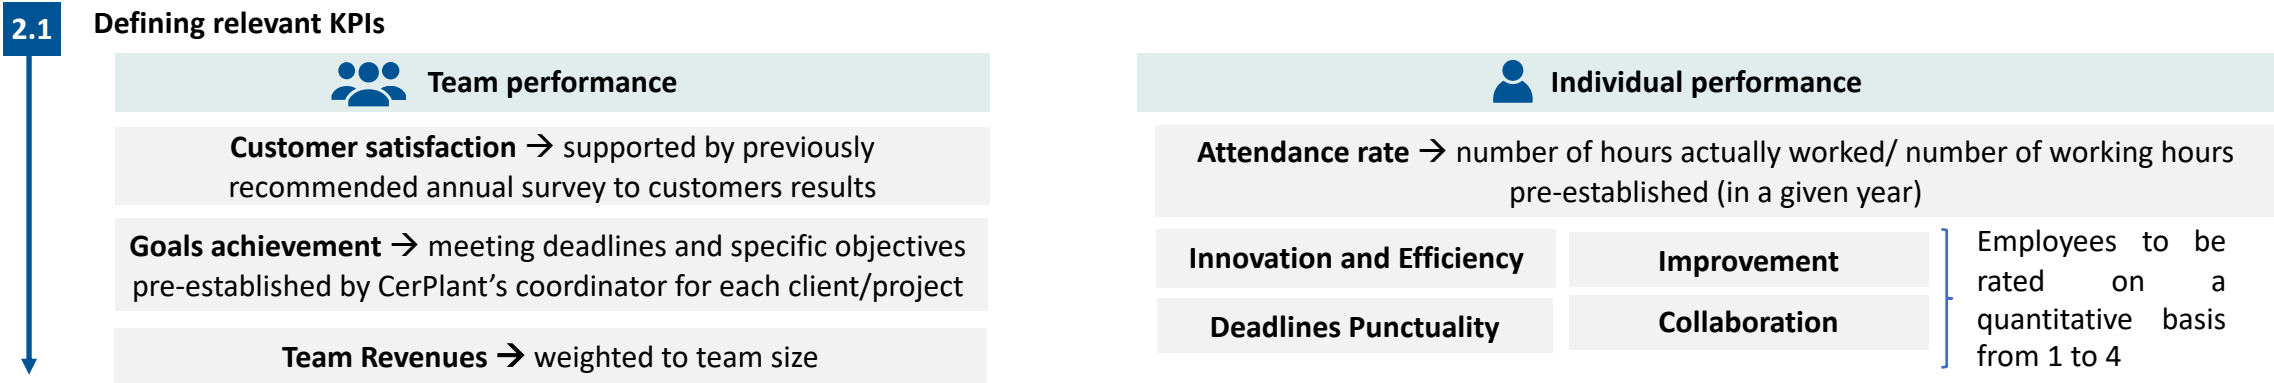 2.1
Defining relevant KPIs
Team performance
Customer satisfaction → supported by previously
recommended annual survey to customers results
Goals achievement → meeting deadlines and specific objectives
pre-established by CerPlant’s coordinator for each client/project
Team Revenues → weighted to team size
Individual performance
Attendance rate → number of hours actually worked/ number of working hours
pre-established (in a given year)
Innovation and Efficiency
Improvement
Deadlines Punctuality
Collaboration
Employees to be
rated on a
quantitative basis
from 1 to 4